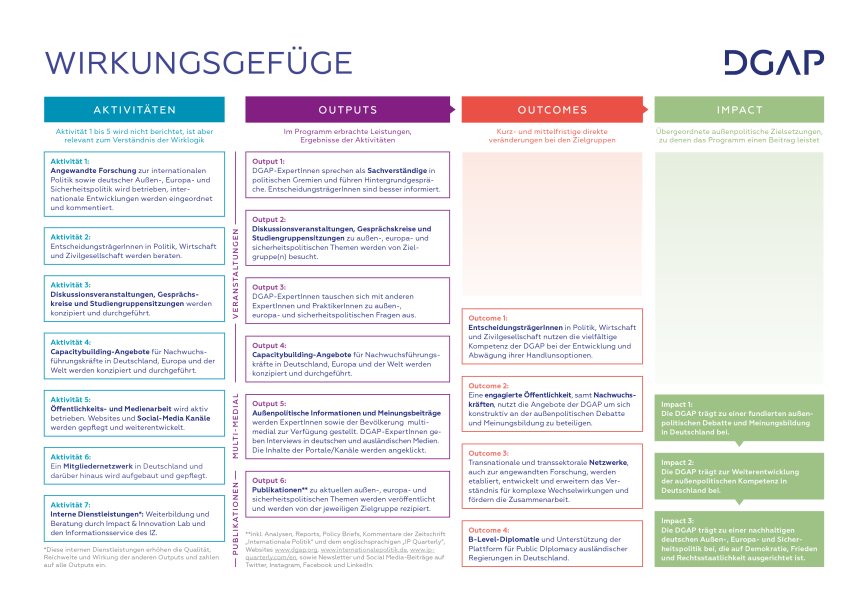 WIRKUNGSGEFÜGE
DGAP
AKTIVITÄTEN
Aktivität 1 bis 5 wird nicht berichtet, ist aber
relevant zum Verständnis der Wirklogik
Aktivität 1:
Angewandte Forschung zur internationalen
Politik sowie deutscher Außen-, Europa- und
Sicherheitspolitik wird betrieben, inter-
nationale Entwicklungen werden eingeordnet
und kommentiert.
Aktivität 2:
EntscheidungsträgerInnen in Politik, Wirtschaft
und Zivilgesellschaft werden beraten.
Aktivität 3:
Diskussionsveranstaltungen, Gesprächs-
kreise und Studiengruppensitzungen werden
konzipiert und durchgeführt.
Aktivität 4:
Capacitybuilding-Angebote für Nachwuchs-
führungskräfte in Deutschland, Europa und der
Welt werden konzipiert und durchgeführt.
Aktivität 5:
Öffentlichkeits- und Medienarbeit wird aktiv
betrieben. Websites und Social-Media Kanäle
werden gepflegt und weiterentwickelt.
Aktivität 6:
Ein Mitgliedernetzwerk in Deutschland und
darüber hinaus wird aufgebaut und gepflegt.
Aktivität 7:
Interne Dienstleistungen*: Weiterbildung und
Beratung durch Impact & Innovation Lab und
den Informationsservice des IZ.
*Diese internen Dienstleistungen erhöhen die Qualität,
Reichweite und Wirkung der anderen Outputs und zahlen
auf alle Outputs ein.
VERANSTALTUNGEN
MULTI-MEDIAL
PUBLIKATIONEN
OUTPUTS
Im Programm erbrachte Leistungen,
Ergebnisse der Aktivitäten
Output 1:
DGAP-ExpertInnen sprechen als Sachverständige in
politischen Gremien und führen Hintergrundgesprä-
che. EntscheidungsträgerInnen sind besser informiert.
Output 2:
Diskussionsveranstaltungen, Gesprächskreise und
Studiengruppensitzungen zu außen-, europa- und
sicherheitspolitischen Themen werden von Ziel-
gruppe(n) besucht.
Output 3:
DGAP-ExpertInnen tauschen sich mit anderen
ExpertInnen und PraktikerInnen zu außen-,
europa- und sicherheitspolitischen Fragen aus.
Output 4:
Capacitybuilding-Angebote für Nachwuchsführungs-
kräfte in Deutschland, Europa und der Welt werden
konzipiert und durchgeführt.
Output 5:
Außenpolitische Informationen und Meinungsbeiträge
werden ExpertInnen sowie der Bevölkerung multi-
medial zur Verfügung gestellt. DGAP-ExpertInnen ge-
ben Interviews in deutschen und ausländischen Medien.
Die Inhalte der Portale/Kanäle werden angeklickt.
Output 6:
Publikationen** zu aktuellen außen-, europa- und
sicherheitspolitischen Themen werden veröffentlicht
und werden von der jeweiligen Zielgruppe rezipiert.
**inkl. Analysen, Reports, Policy Briefs, Kommentare der Zeitschrift
„Internationale Politik" und dem englischsprachigen „IP Quarterly",
Websites www.dgap.org, www.internationalepolitik.de, www.ip-
quarterly.com/en, sowie Newsletter und Social Media-Beiträge auf
Twitter, Instagram, Facebook und LinkedIn.
OUTCOMES
Kurz- und mittelfristige direkte
veränderungen bei den Zielgruppen
Outcome 1:
EntscheidungsträgerInnen in Politik, Wirtschaft
und Zivilgesellschaft nutzen die vielfältige
Kompetenz der DGAP bei der Entwicklung und
Abwägung ihrer Handlunsoptionen.
Outcome 2:
Eine engagierte Öffentlichkeit, samt Nachwuchs-
kräften, nutzt die Angebote der DGAP um sich
konstruktiv an der außenpolitischen Debatte
und Meinungsbildung zu beteiligen.
Outcome 3:
Transnationale und transsektorale Netzwerke,
auch zur angewandten Forschung, werden
etabliert, entwickelt und erweitern das Ver-
ständnis für komplexe Wechselwirkungen und
fördern die Zusammenarbeit.
Outcome 4:
B-Level-Diplomatie und Unterstützung der
Plattform für Public DIplomacy ausländischer
Regierungen in Deutschland.
IMPACT
Übergeordnete außenpolitische Zielsetzungen,
zu denen das Programm einen Beitrag leistet
Impact 1:
Die DGAP trägt zu einer fundierten außen-
politischen Debatte und Meinungsbildung
in Deutschland bei.
Impact 2:
Die DGAP trägt zur Weiterentwicklung
der außenpolitischen Kompetenz in
Deutschland bei.
Impact 3:
Die DGAP trägt zu einer nachhaltigen
deutschen Außen-, Europa- und Sicher-
heitspolitik bei, die auf Demokratie, Frieden
und Rechtsstaatlichkeit ausgerichtet ist.